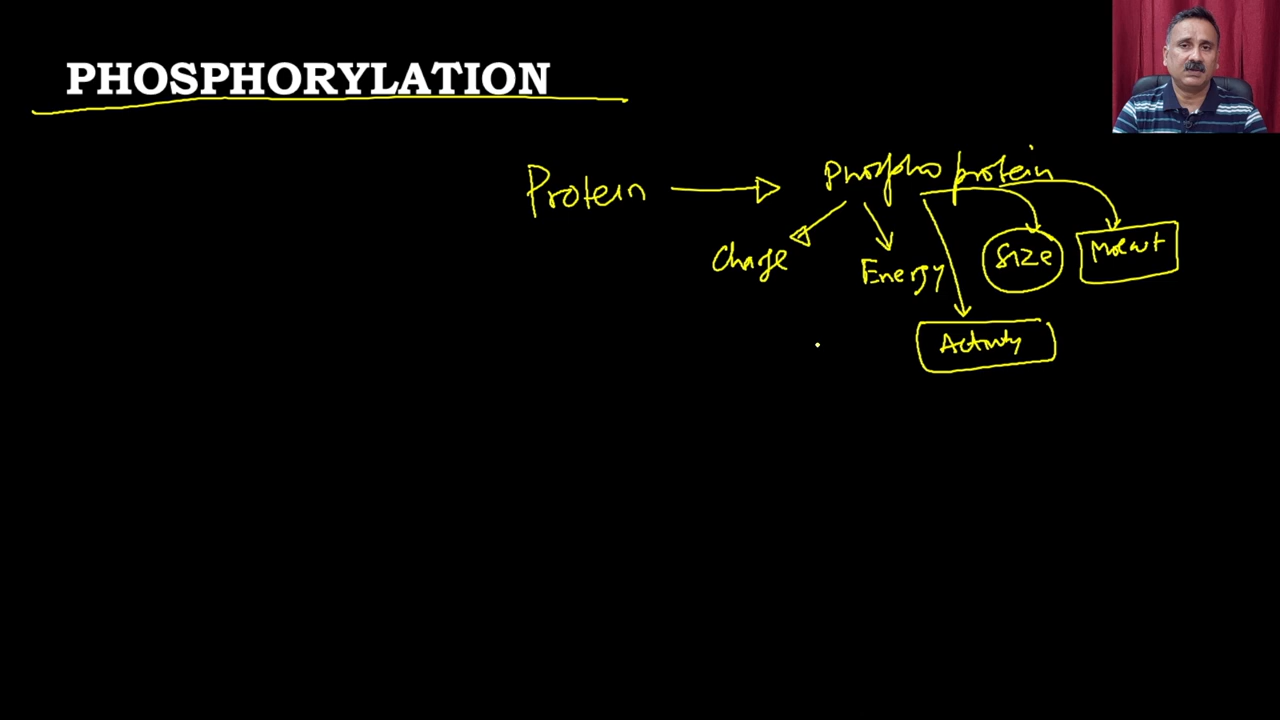 PHOSPHORYLATION
Protein → Phospho protein
Charge
Energy
Size
Mol wt
Activity